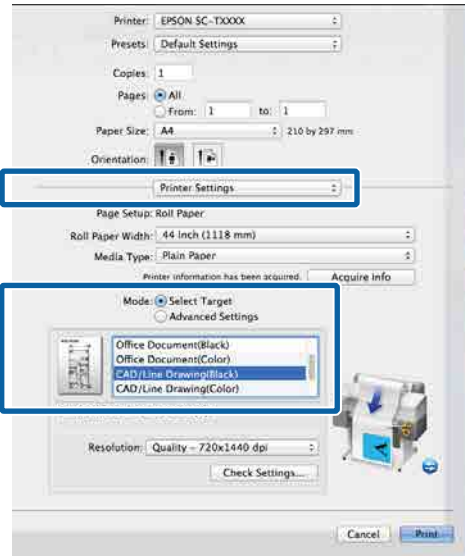 Printer: EPSON SC-TXXXX
Presets: Default Settings
Copies: 1
Pages: All
From: 1 to: 1
Paper Size: A4 210 by 297 mm
Orientation:
Printer Settings
Page Setup: Roll Paper
Roll Paper Width: 44 Inch (1118 mm)
Media Type: Plain Paper
Printer information has been acquired. Acquire Info
Mode: Select Target
Advanced Settings
Office Document(Black)
Office Document(Color)
CAD/Line Drawing(Black)
CAD/Line Drawing(Color)
Resolution: Quality - 720x1440 dpi
Check Settings...
Cancel Print